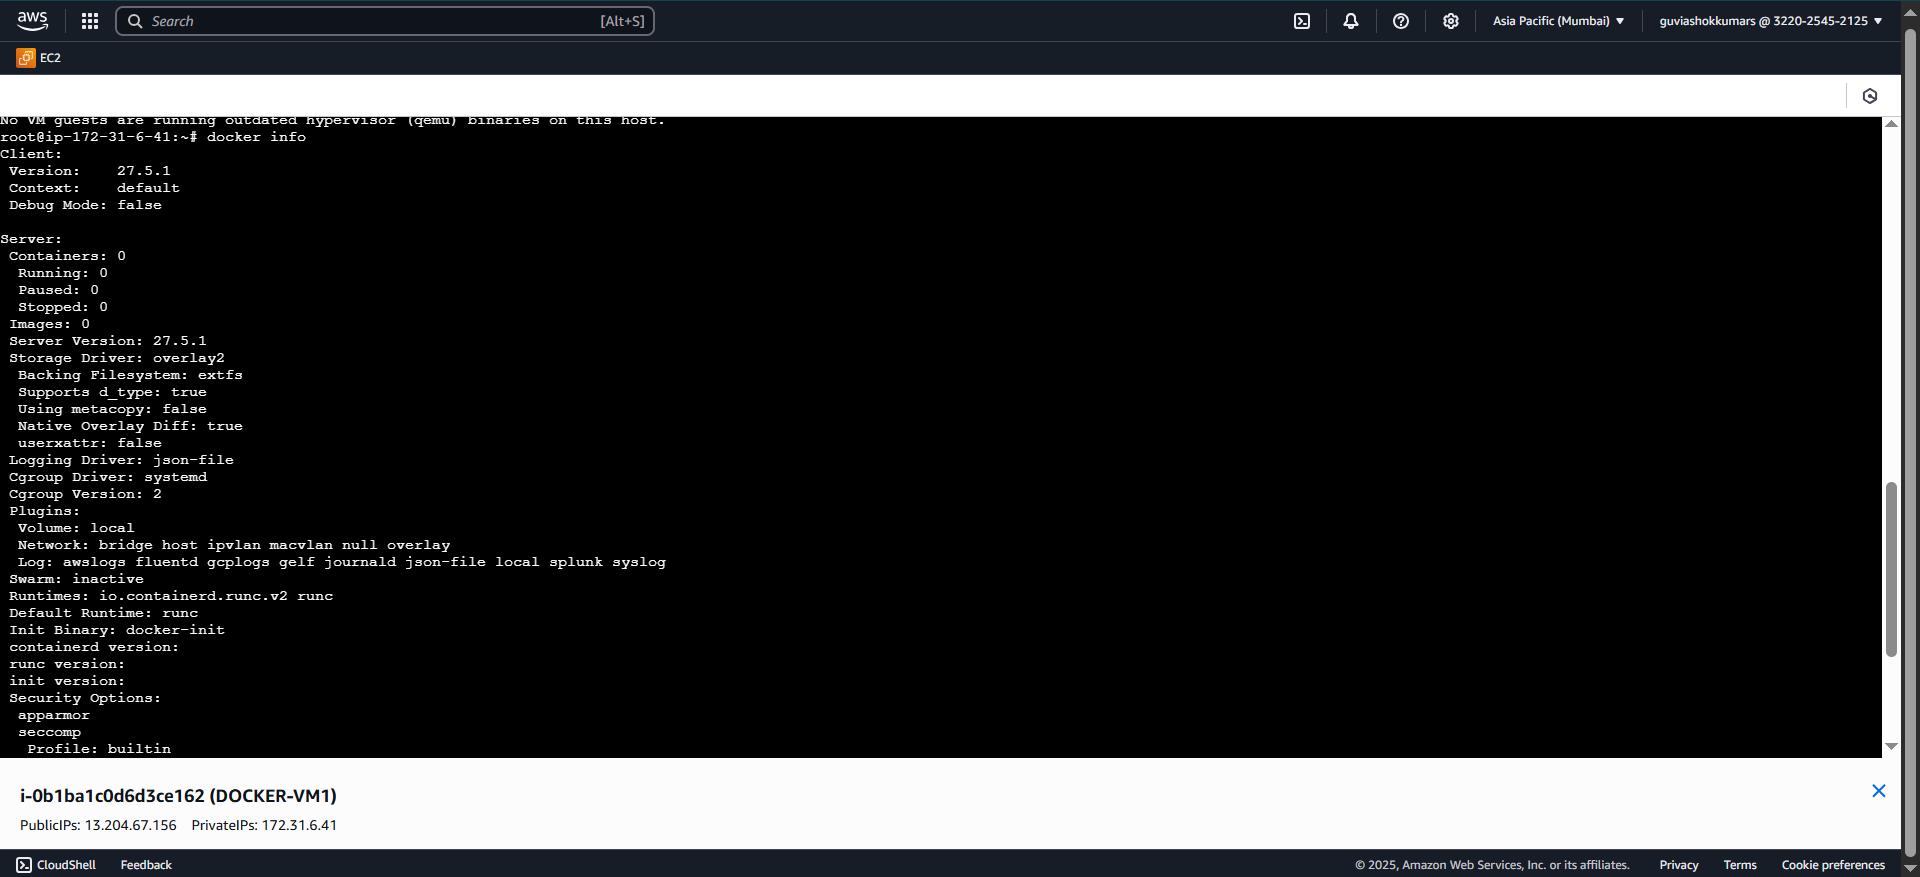 aws
Search [Alt+S]
Asia Pacific (Mumbai) guviashokkumars @ 3220-2545-2125
EC2
No VM guests are running outdated hypervisor (qemu) binaries on this host.
root@ip-172-31-6-41:~# docker info
Client:
Version:    27.5.1
Context:    default
Debug Mode: false
Server:
Containers: 0
Running: 0
Paused: 0
Stopped: 0
Images: 0
Server Version: 27.5.1
Storage Driver: overlay2
Backing Filesystem: extfs
Supports d_type: true
Using metacopy: false
Native Overlay Diff: true
userxattr: false
Logging Driver: json-file
Cgroup Driver: systemd
Cgroup Version: 2
Plugins:
Volume: local
Network: bridge host ipvlan macvlan null overlay
Log: awslogs fluentd gcplogs gelf journald json-file local splunk syslog
Swarm: inactive
Runtimes: io.containerd.runc.v2 runc
Default Runtime: runc
Init Binary: docker-init
containerd version:
runc version:
init version:
Security Options:
apparmor
seccomp
Profile: builtin
i-0b1ba1c0d6d3ce162 (DOCKER-VM1)
PublicIPs: 13.204.67.156 PrivateIPs: 172.31.6.41
CloudShell Feedback © 2025, Amazon Web Services, Inc. or its affiliates. Privacy Terms Cookie preferences